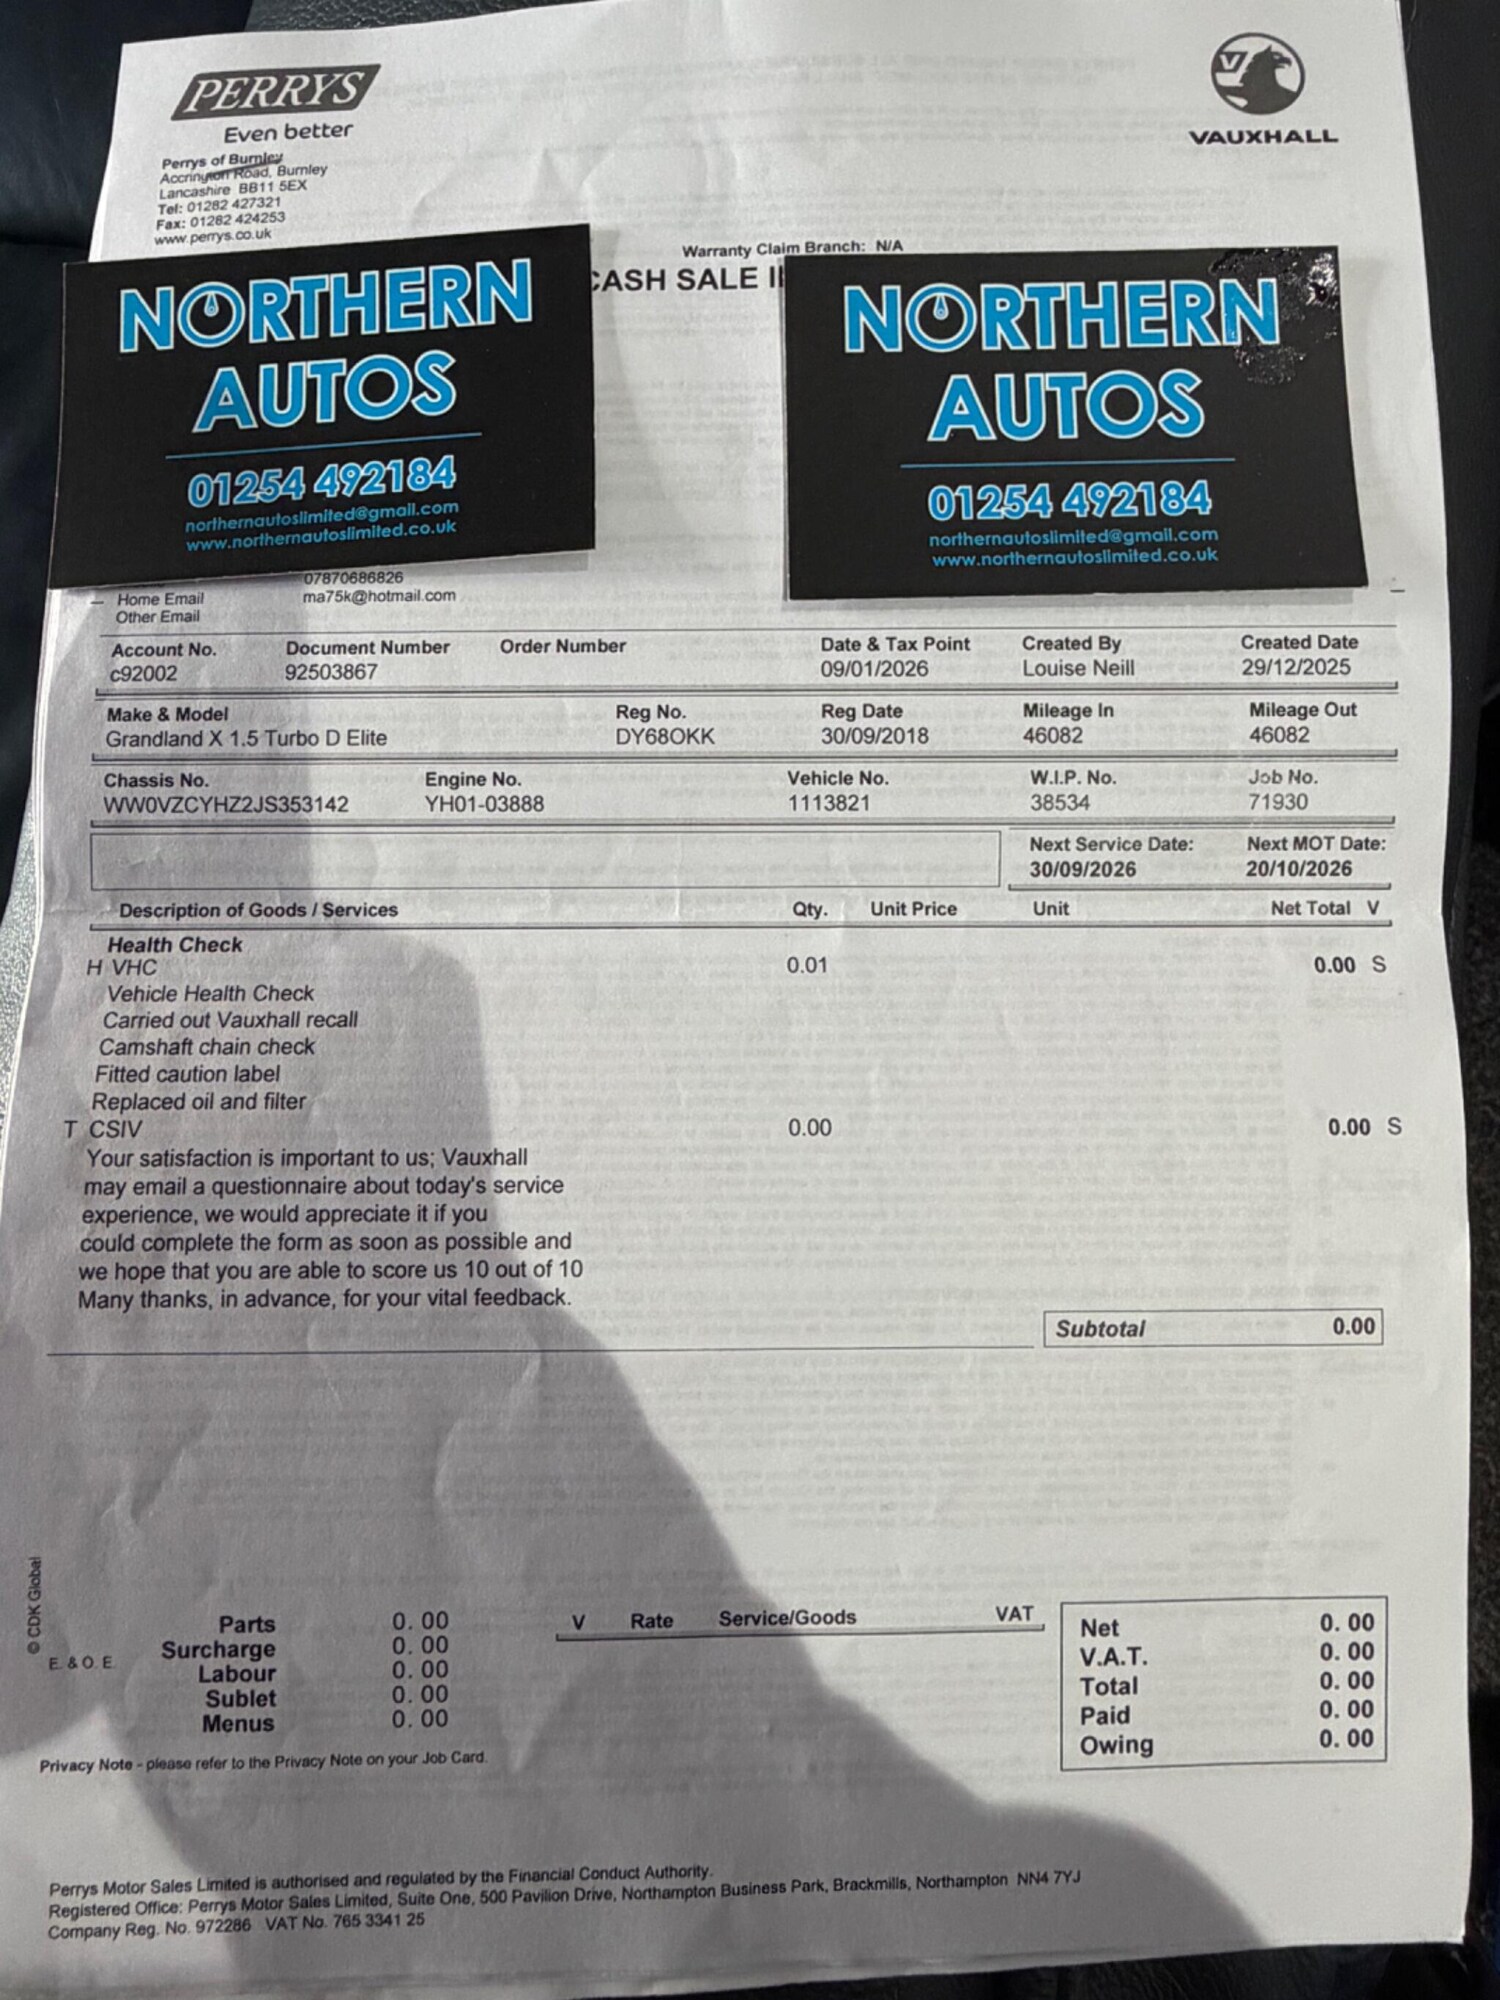 PERRYS
Even better
Perrys of Burnley
Accrington Road, Burnley
Lancashire BB11 5EX
Tel: 01282 427321
Fax: 01282 424253
www.perrys.co.uk
V
VAUXHALL
Warranty Claim Branch: N/A
CASH SALE
NORTHERN
AUTOS
01254 492184
northernautoslimited@gmail.com
www.northernautoslimited.co.uk
NORTHERN
AUTOS
01254 492184
northernautoslimited@gmail.com
www.northernautoslimited.co.uk
07870686826
Home Email ma75k@hotmail.com
Other Email
Account No. Document Number Order Number Date & Tax Point Created By Created Date
c92002 92503867 09/01/2026 Louise Neill 29/12/2025
Make & Model Reg No. Reg Date Mileage In Mileage Out
Grandland X 1.5 Turbo D Elite DY68OKK 30/09/2018 46082 46082
Chassis No. Engine No. Vehicle No. W.I.P. No. Job No.
WW0VZCYHZ2JS353142 YH01-03888 1113821 38534 71930
Next Service Date: Next MOT Date:
30/09/2026 20/10/2026
Description of Goods / Services Qty. Unit Price Unit Net Total V
Health Check
H VHC 0.01 0.00 S
Vehicle Health Check
Carried out Vauxhall recall
Camshaft chain check
Fitted caution label
Replaced oil and filter
T CSIV 0.00 0.00 S
Your satisfaction is important to us; Vauxhall
may email a questionnaire about today's service
experience, we would appreciate it if you
could complete the form as soon as possible and
we hope that you are able to score us 10 out of 10
Many thanks, in advance, for your vital feedback.
Subtotal 0.00
© CDK Global
E. & O. E.
Parts 0.00
Surcharge 0.00
Labour 0.00
Sublet 0.00
Menus 0.00
V Rate Service/Goods VAT
Net 0.00
V.A.T. 0.00
Total 0.00
Paid 0.00
Owing 0.00
Privacy Note - please refer to the Privacy Note on your Job Card.
Perrys Motor Sales Limited is authorised and regulated by the Financial Conduct Authority.
Registered Office: Perrys Motor Sales Limited, Suite One, 500 Pavilion Drive, Northampton Business Park, Brackmills, Northampton NN4 7YJ
Company Reg. No. 972286 VAT No. 765 3341 25